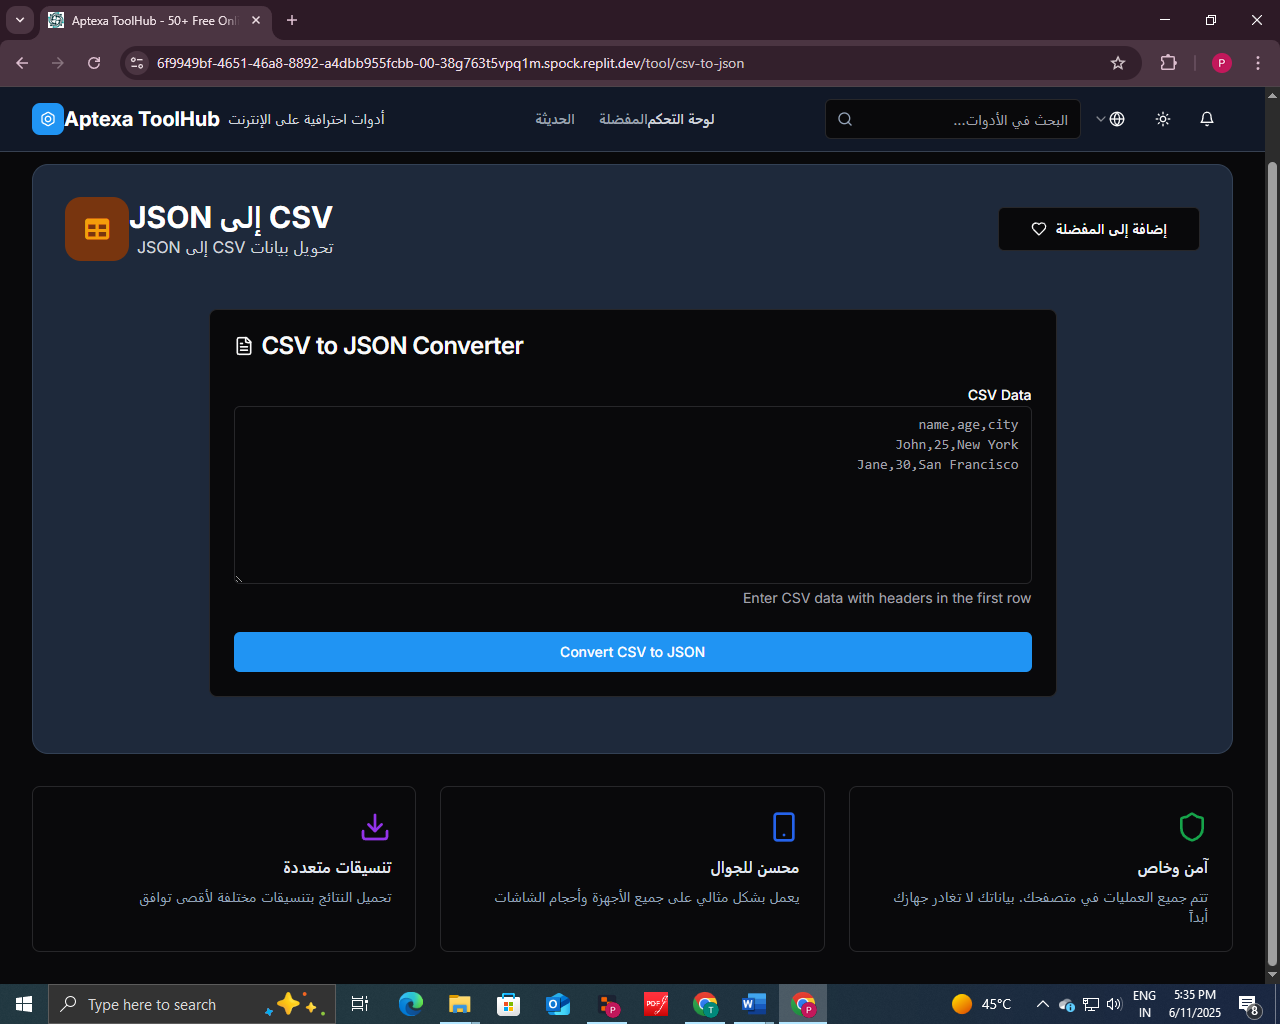 Aptexa ToolHub - 50+ Free Onl
6f9949bf-4651-46a8-8892-a4dbb955fcbb-00-38g763t5vpq1m.spock.replit.dev/tool/csv-to-json
P
Aptexa ToolHub
أدوات احترافية على الإنترنت
الحديثة
المفضلة
لوحة التحكم
البحث في الأدوات...
CSV إلى JSON
تحويل بيانات CSV إلى JSON
إضافة إلى المفضلة
CSV to JSON Converter
CSV Data
name,age,city
John,25,New York
Jane,30,San Francisco
Enter CSV data with headers in the first row
Convert CSV to JSON
آمن وخاص
تتم جميع العمليات في متصفحك. بياناتك لا تغادر جهازك
أبداً
محسن للجوال
يعمل بشكل مثالي على جميع الأجهزة وأحجام الشاشات
تنسيقات متعددة
تحميل النتائج بتنسيقات مختلفة لأقصى توافق
Type here to search
P
PDF
T
W
P
45°C
ENG
IN
5:35 PM
6/11/2025
8